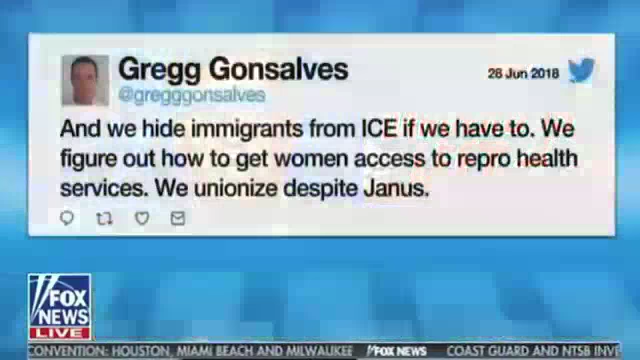 Gregg Gonsalves
28 Jun 2018
@gregggonsalves
And we hide immigrants from ICE if we have to. We
figure out how to get women access to repro health
services. We unionize despite Janus.
FOX
NEWS
LIVE
CONVENTION: HOUSTON, MIAMI BEACH AND MILWAUKEE FOX NEWS COAST GUARD AND NTSB INVE